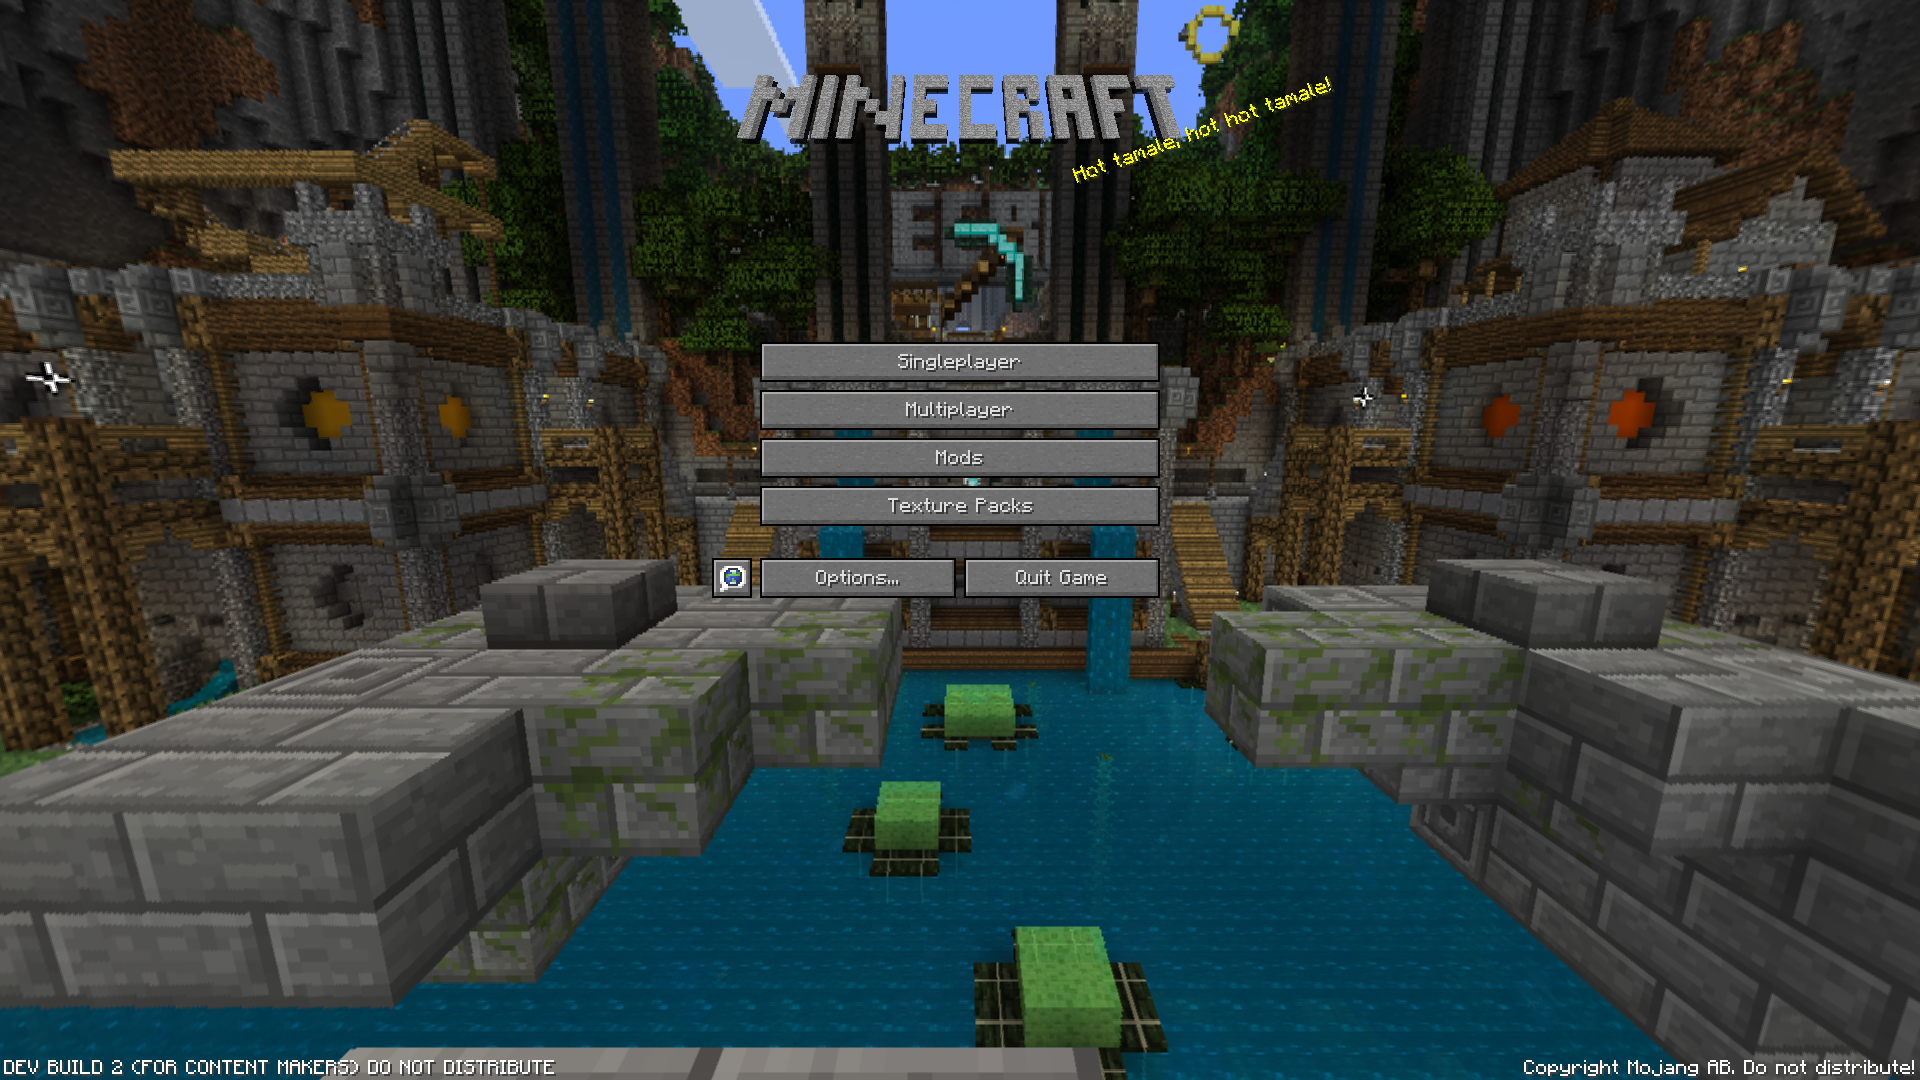 MINECRAFT
Hot tamale, hot hot tamale!
Singleplayer
Multiplayer
Mods
Texture Packs
Options...
Quit Game
DEV BUILD 2 (FOR CONTENT MAKERS) DO NOT DISTRIBUTE
Copyright Mojang AB. Do not distribute!